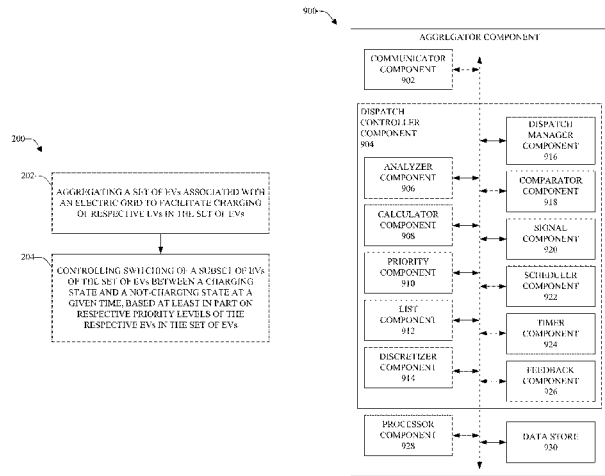 200
202
AGGREGATING A SET OF EVs ASSOCIATED WITH
AN ELECTRIC GRID TO FACILITATE CHARGING
OF RESPECTIVE EVs IN THE SET OF EVs
204
CONTROLLING SWITCHING OF A SUBSET OF EVs
OF THE SET OF EVs BETWEEN A CHARGING
STATE AND A NOT-CHARGING STATE AT A
GIVEN TIME, BASED AT LEAST IN PART ON
RESPECTIVE PRIORITY LEVELS OF THE
RESPECTIVE EVs IN THE SET OF EVs
900
AGGREGATOR COMPONENT
COMMUNICATOR
COMPONENT
902
DISPATCH
CONTROLLER
COMPONENT
904
ANALYZER
COMPONENT
906
CALCULATOR
COMPONENT
908
PRIORITY
COMPONENT
910
LIST
COMPONENT
912
DISCRETIZER
COMPONENT
914
DISPATCH
MANAGER
COMPONENT
916
COMPARATOR
COMPONENT
918
SIGNAL
COMPONENT
920
SCHEDULER
COMPONENT
922
TIMER
COMPONENT
924
FEEDBACK
COMPONENT
926
PROCESSOR
COMPONENT
928
DATA STORE
930